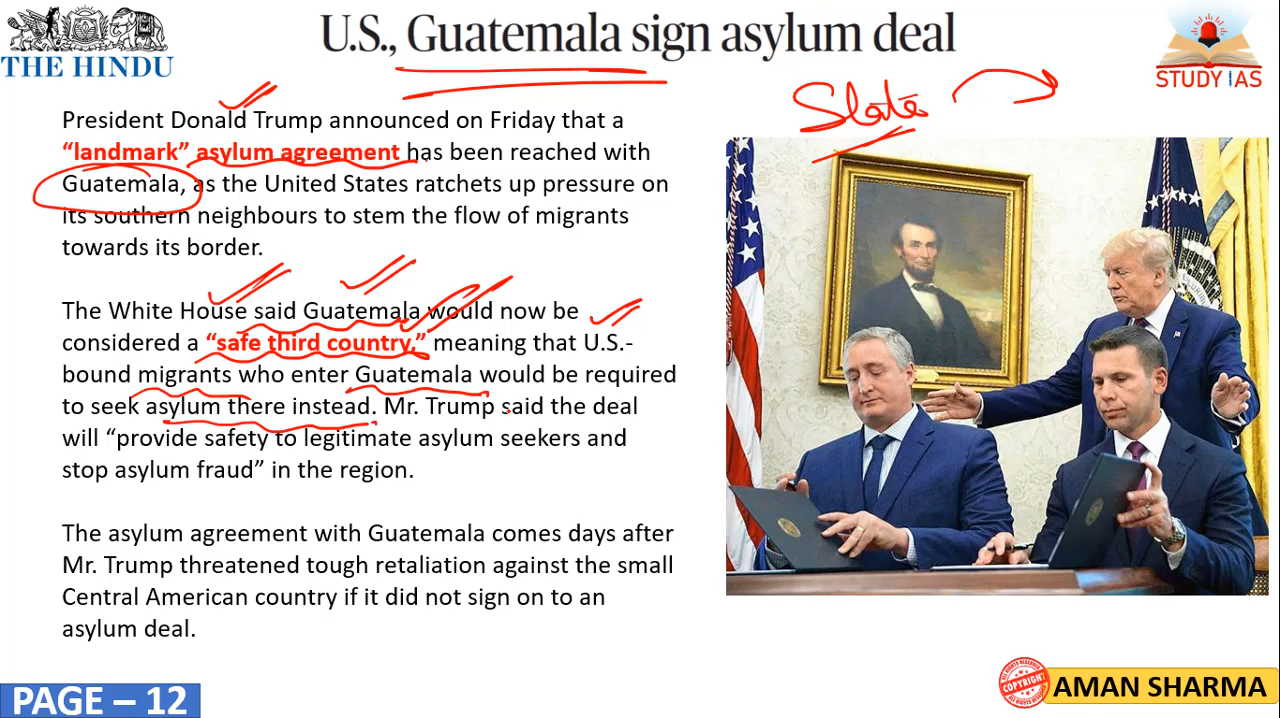 THE HINDU
U.S., Guatemala sign asylum deal
STUDY IAS
State
President Donald Trump announced on Friday that a
“landmark” asylum agreement has been reached with
Guatemala, as the United States ratchets up pressure on
its southern neighbours to stem the flow of migrants
towards its border.
The White House said Guatemala would now be
considered a “safe third country,” meaning that U.S.-
bound migrants who enter Guatemala would be required
to seek asylum there instead. Mr. Trump said the deal
will “provide safety to legitimate asylum seekers and
stop asylum fraud” in the region.
The asylum agreement with Guatemala comes days after
Mr. Trump threatened tough retaliation against the small
Central American country if it did not sign on to an
asylum deal.
PAGE – 12
COPYRIGHT
AMAN SHARMA